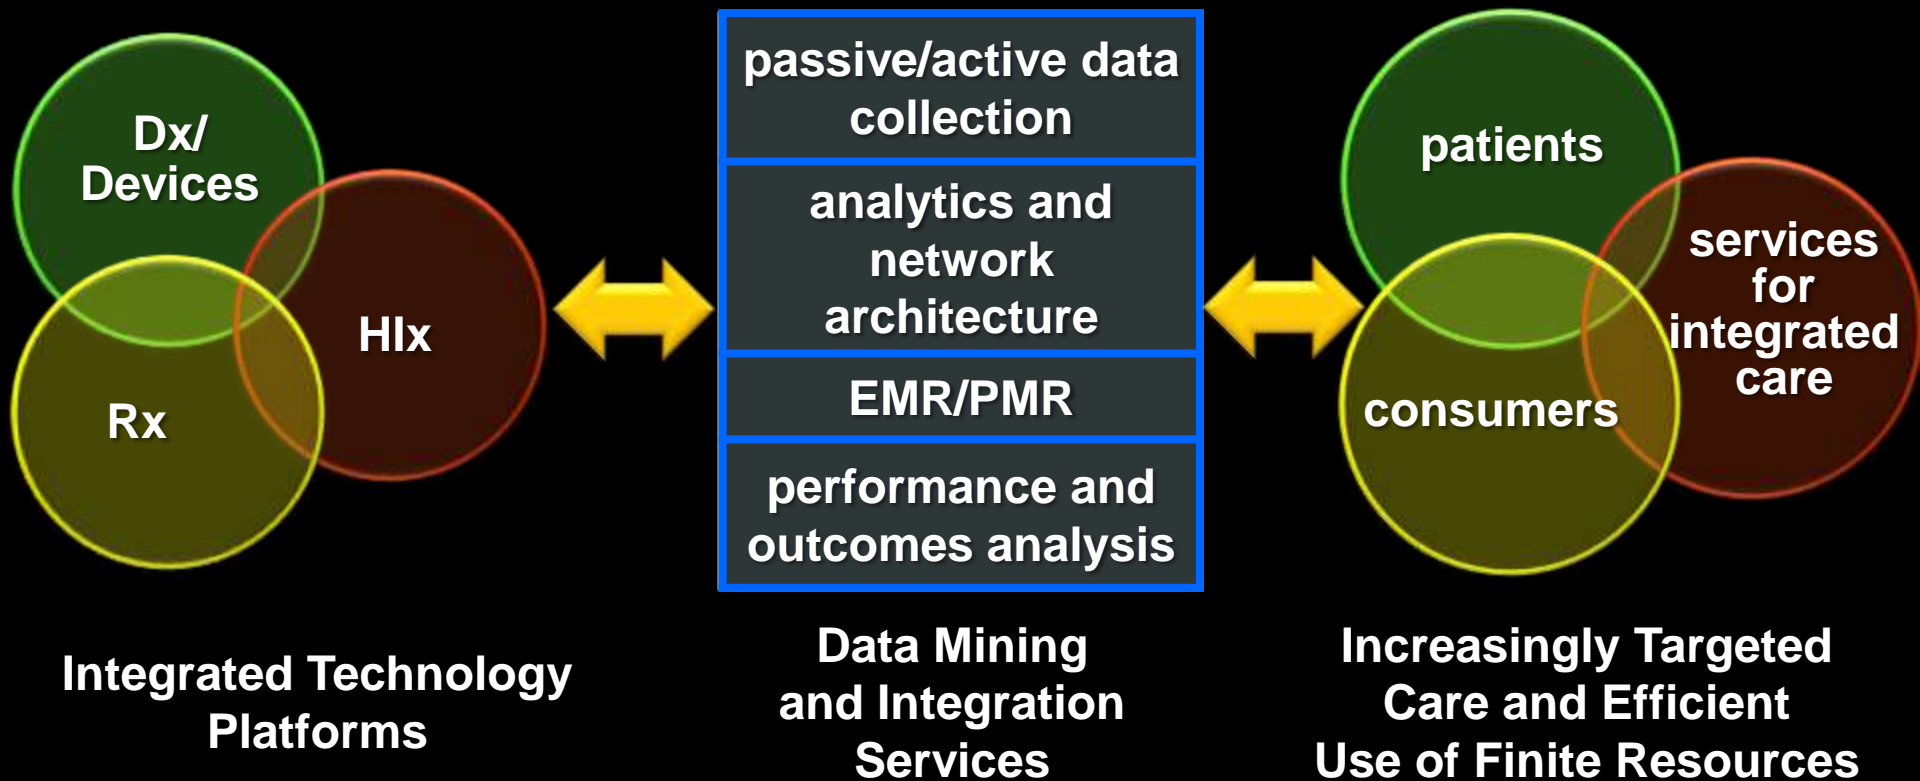 Dx/
Devices
HIx
Rx
passive/active data
collection
analytics and
network
architecture
EMR/PMR
performance and
outcomes analysis
patients
services
for
integrated
care
consumers
Integrated Technology
Platforms
Data Mining
and Integration
Services
Increasingly Targeted
Care and Efficient
Use of Finite Resources